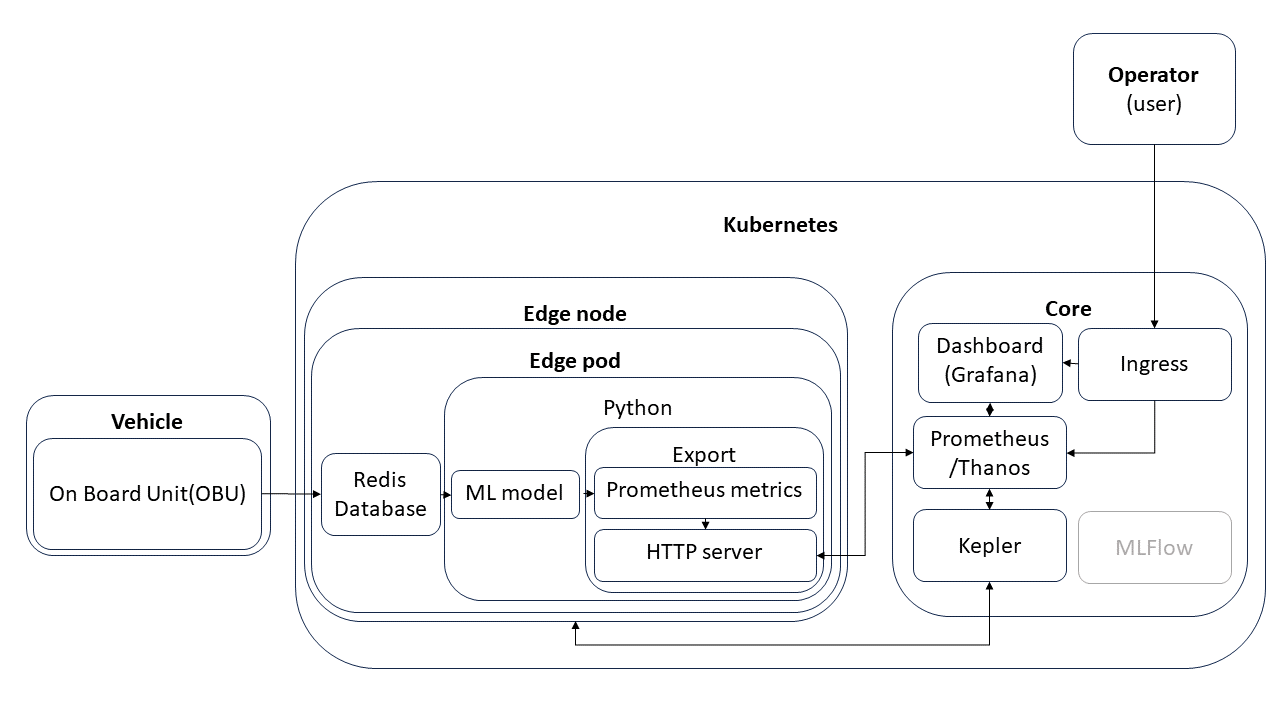 Operator
(user)
Kubernetes
Edge node
Edge pod
Python
Export
Vehicle
On Board Unit(OBU)
Redis
Database
ML model
Prometheus metrics
HTTP server
Core
Dashboard
(Grafana)
Ingress
Prometheus
/Thanos
Kepler
MLFlow